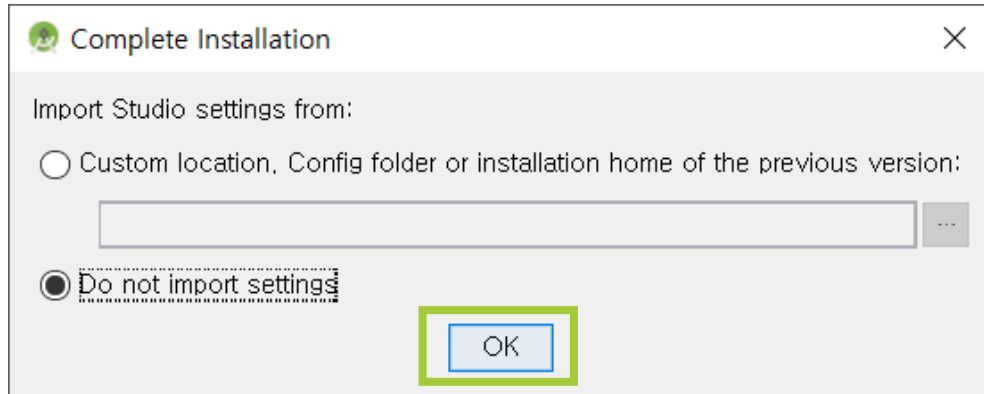 Complete Installation
Import Studio settings from:
Custom location, Config folder or installation home of the previous version:
...
Do not import settings
OK